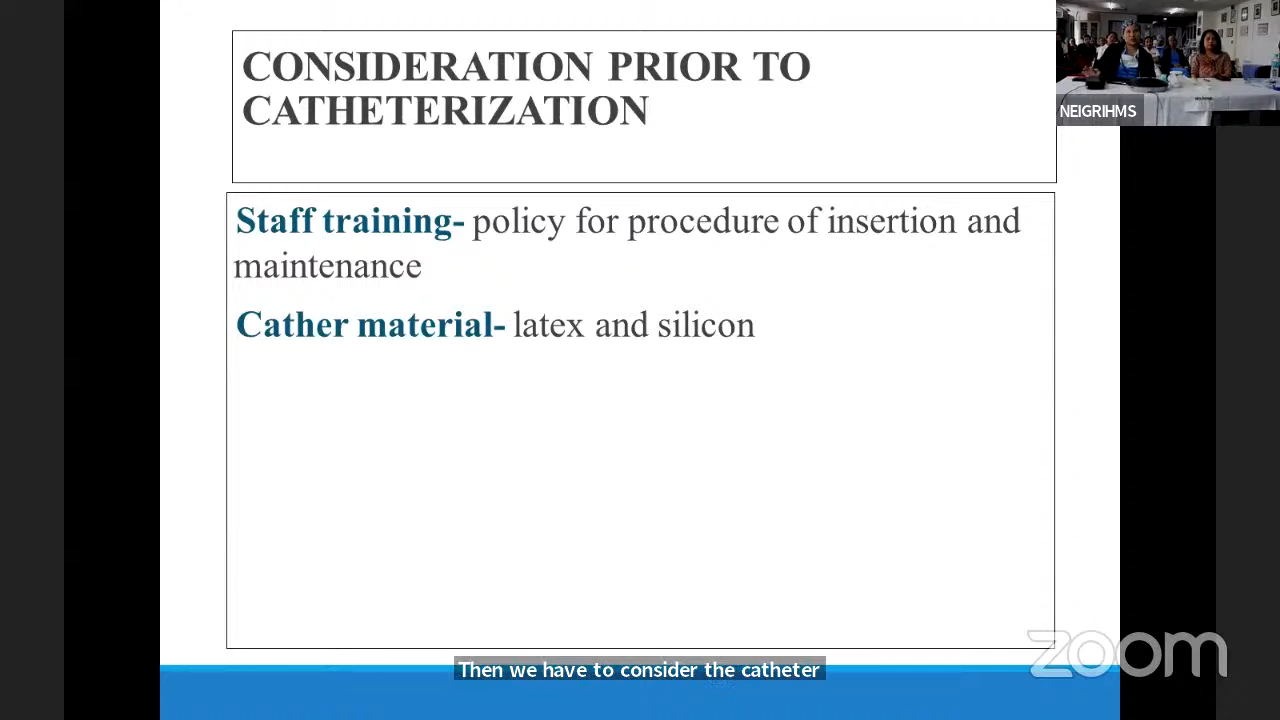 CONSIDERATION PRIOR TO
CATHETERIZATION
NEIGRIHMS
Staff training- policy for procedure of insertion and
maintenance
Cather material- latex and silicon
zoom
Then we have to consider the catheter